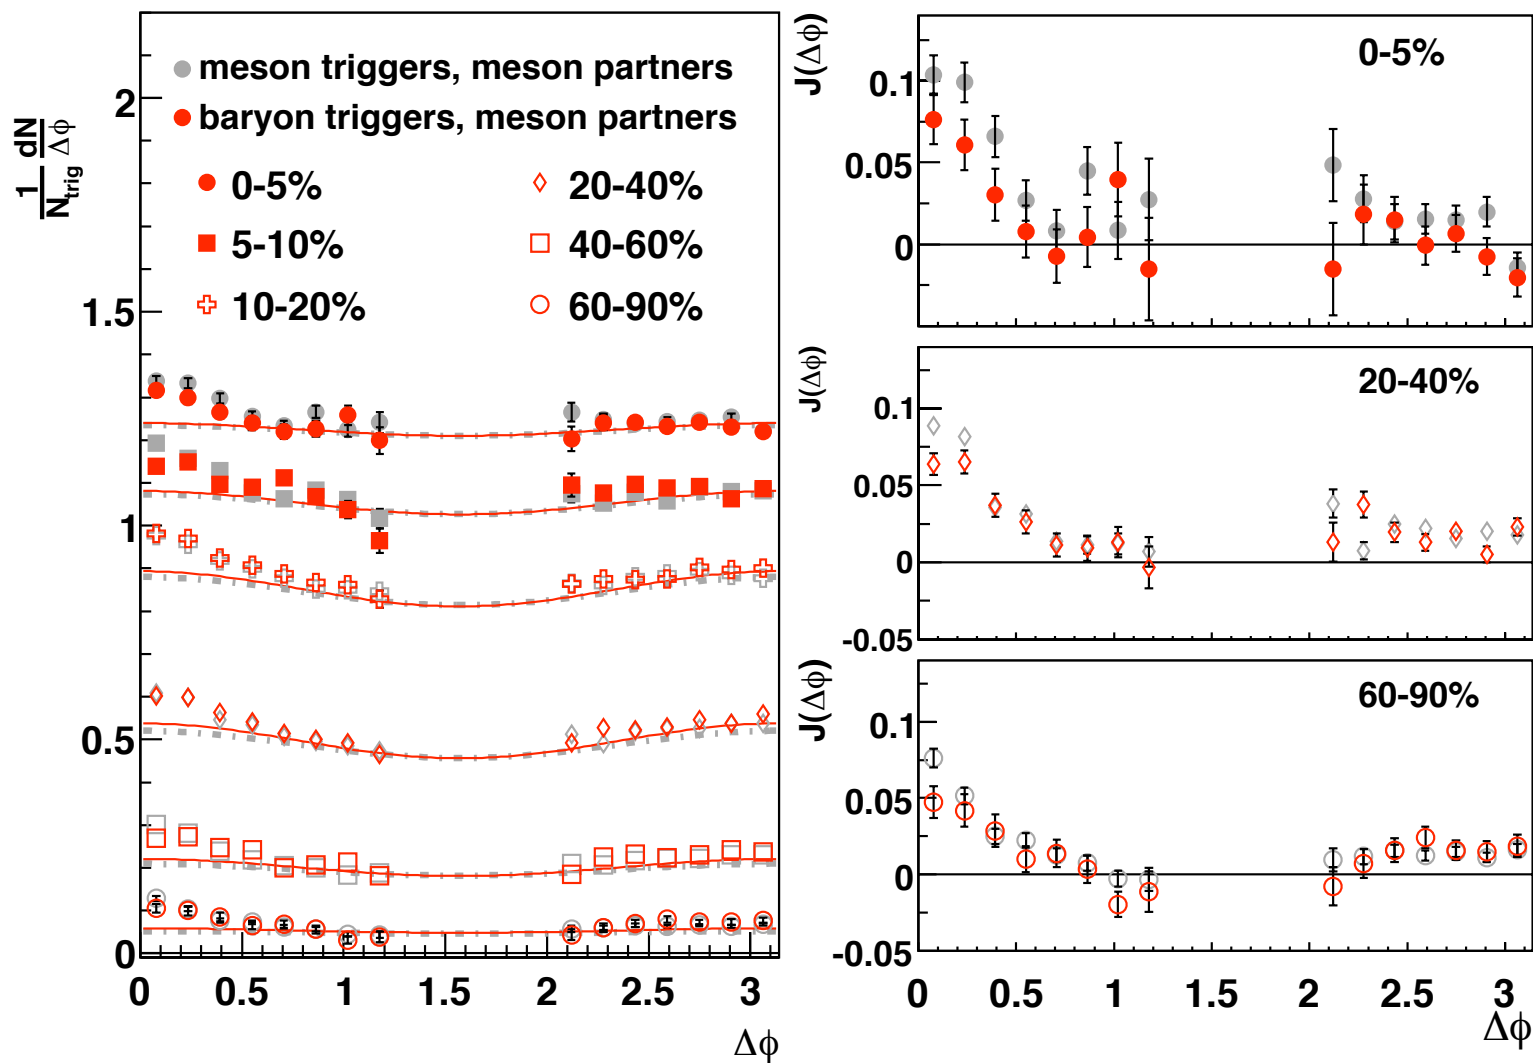 1/N_trig dN/Δφ
meson triggers, meson partners
baryon triggers, meson partners
0-5%
20-40%
5-10%
40-60%
10-20%
60-90%
2
1.5
1
0.5
0
0 0.5 1 1.5 2 2.5 3
Δφ
J(Δφ)
0-5%
0.1
0.05
0
J(Δφ)
20-40%
0.1
0.05
0
-0.05
J(Δφ)
60-90%
0.1
0.05
0
-0.05
0 0.5 1 1.5 2 2.5 3
Δφ